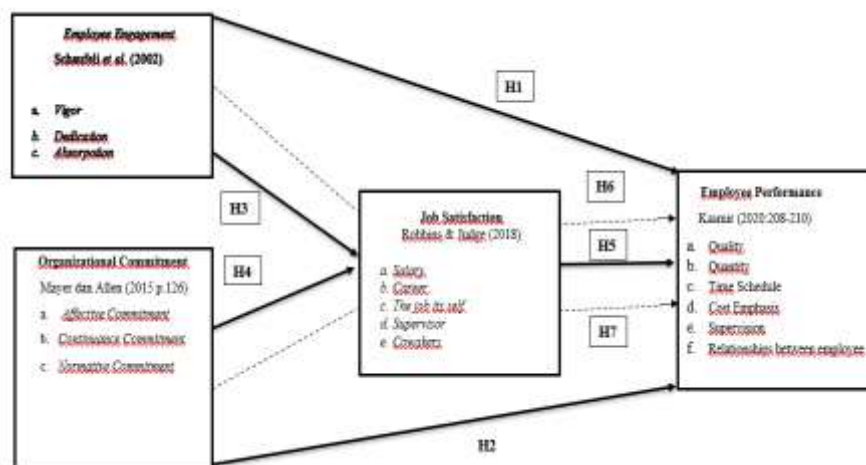 Employee Engagement
Schaufeli et al. (2002)
a. Vigor
b. Dedication
c. Absorption
H1
H3
H6
H4
H5
H7
H2
Organizational Commitment
Mayer dan Allen (2015 p.126)
a. Affective Commitment
b. Continuance Commitment
c. Normative Commitment
Job Satisfaction
Robbins & Judge (2018)
a. Salary
b. Career
c. The job its self
d. Supervisor
e. Cowokers
Employee Performance
Kasmir (2020:208-210)
a. Quality
b. Quantity
c. Time Schedule
d. Cost Emphasis
e. Supervision
f. Relationships between employee